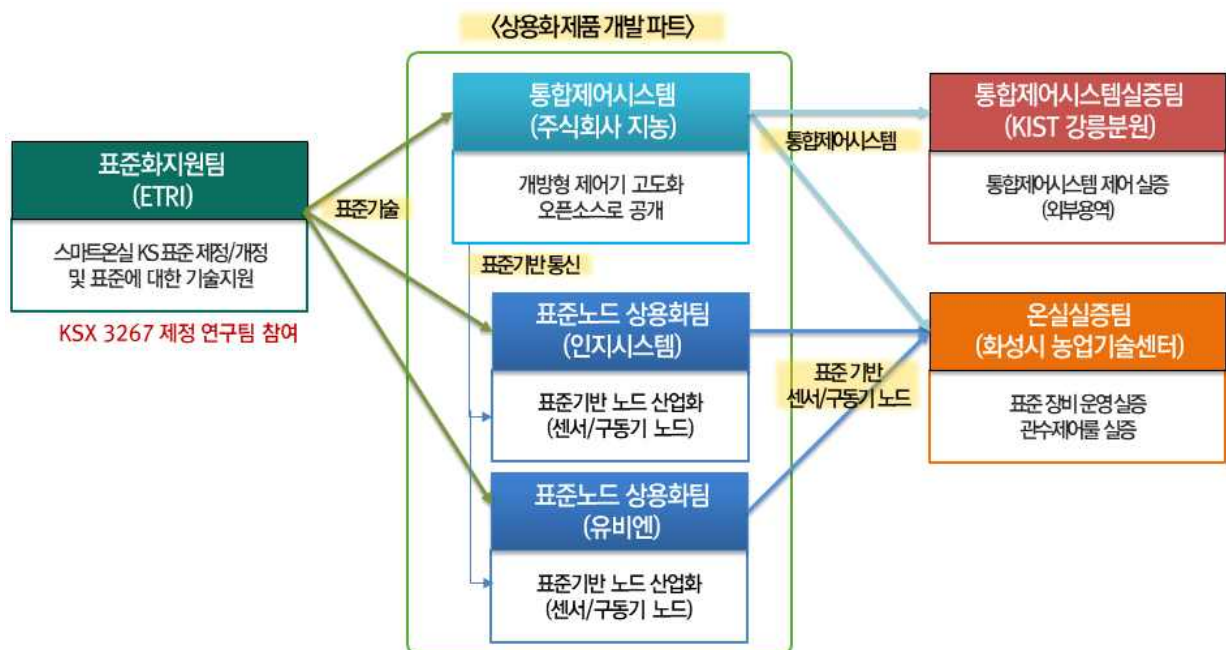 〈상용화 제품 개발 파트〉
표준화지원팀
(ETRI)
스마트온실 KS 표준 제정/개정
및 표준에 대한 기술지원
KSX 3267 제정 연구팀 참여
표준기술
통합제어시스템
(주식회사 지농)
개방형 제어기 고도화
오픈소스로 공개
표준기반 통신
표준노드 상용화팀
(인지시스템)
표준기반 노드 산업화
(센서/구동기 노드)
표준노드 상용화팀
(유비엔)
표준기반 노드 산업화
(센서/구동기 노드)
통합제어시스템
표준 기반
센서/구동기 노드
통합제어시스템실증팀
(KIST 강릉분원)
통합제어시스템 제어 실증
(외부용역)
온실실증팀
(화성시 농업기술센터)
표준 장비 운영 실증
관수제어룰 실증